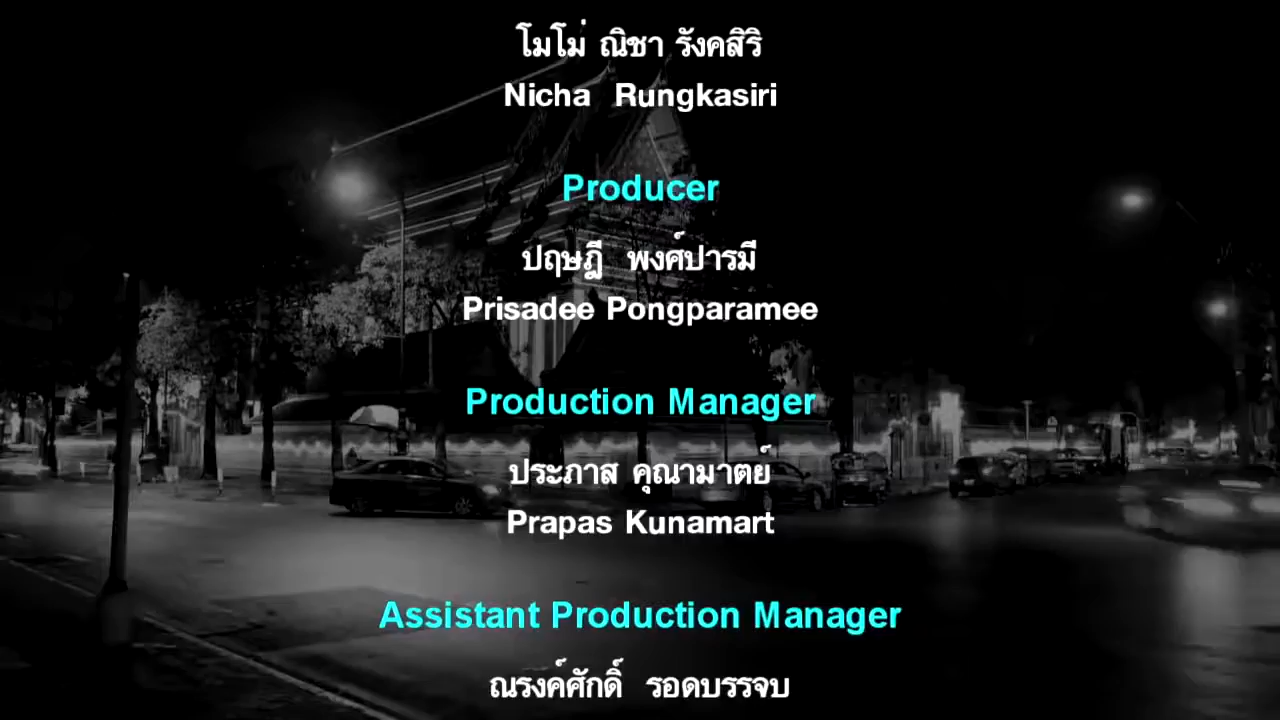 โมโม่ ณิชา รังคสิริ
Nicha Rungkasiri
Producer
ปฤษฎี พงศ์ปารมี
Prisadee Pongparamee
Production Manager
ประภาส คุณามาตย์
Prapas Kunamart
Assistant Production Manager
ณรงค์ศักดิ์ รอดบรรจบ